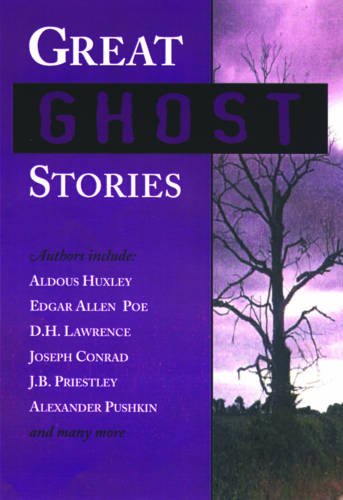 GREAT
GHOST
STORIES
Authors include:
ALDOUS HUXLEY
EDGAR ALLEN POE
D.H. LAWRENCE
JOSEPH CONRAD
J.B. PRIESTLEY
ALEXANDER PUSHKIN
and many more